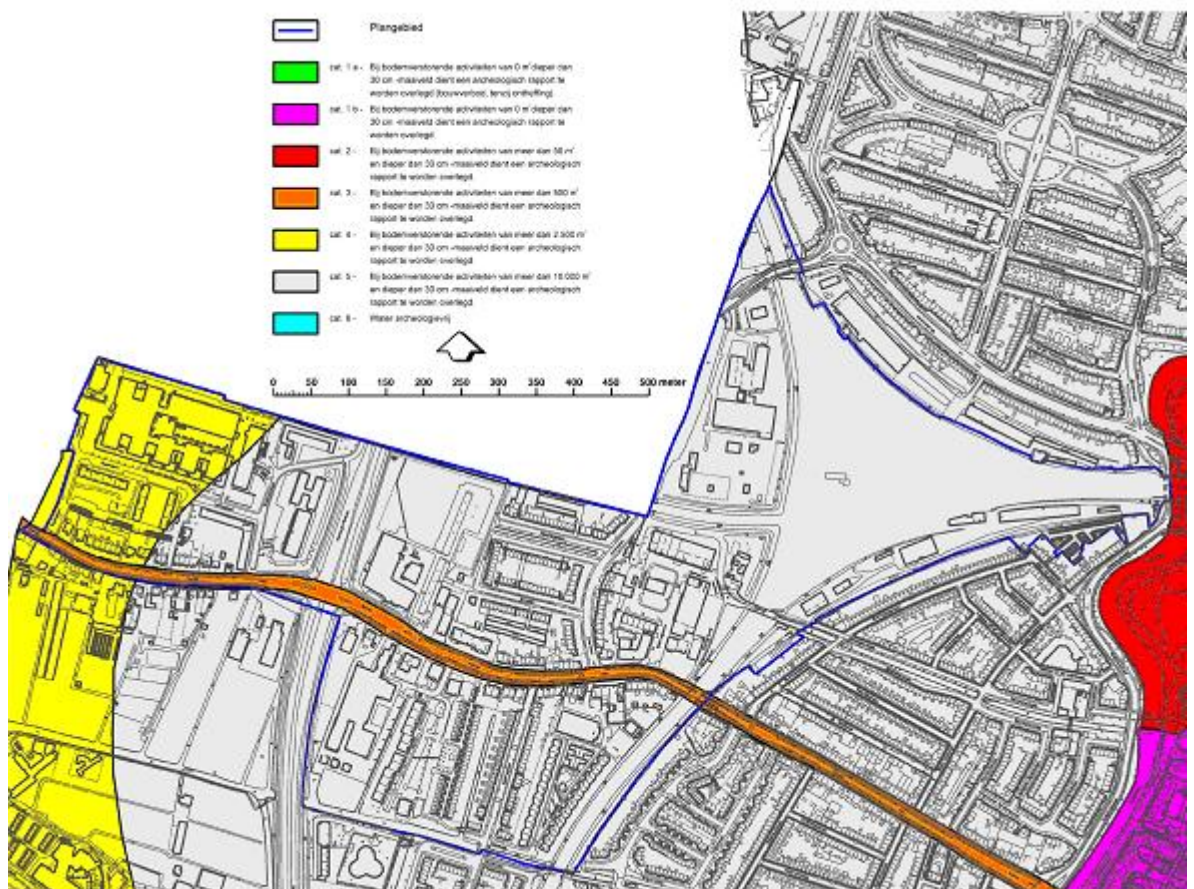 Plangebied
cat. 1 a - Bij bodemverstorende activiteiten van 0 m² dieper dan
30 cm -maaiveld dient een archeologisch rapport te
worden overlegd (bouwverbod, tenzij ontheffing).
cat. 1 b - Bij bodemverstorende activiteiten van 0 m² dieper dan
30 cm -maaiveld dient een archeologisch rapport te
worden overlegd.
cat. 2 - Bij bodemverstorende activiteiten van meer dan 50 m²
en dieper dan 30 cm -maaiveld dient een archeologisch
rapport te worden overlegd.
cat. 3 - Bij bodemverstorende activiteiten van meer dan 500 m²
en dieper dan 30 cm -maaiveld dient een archeologisch
rapport te worden overlegd.
cat. 4 - Bij bodemverstorende activiteiten van meer dan 2.500 m²
en dieper dan 30 cm -maaiveld dient een archeologisch
rapport te worden overlegd.
cat. 5 - Bij bodemverstorende activiteiten van meer dan 10.000 m²
en dieper dan 30 cm -maaiveld dient een archeologisch
rapport te worden overlegd.
cat. 6 - Water archeologievrij
0 50 100 150 200 250 300 350 400 450 500 meter